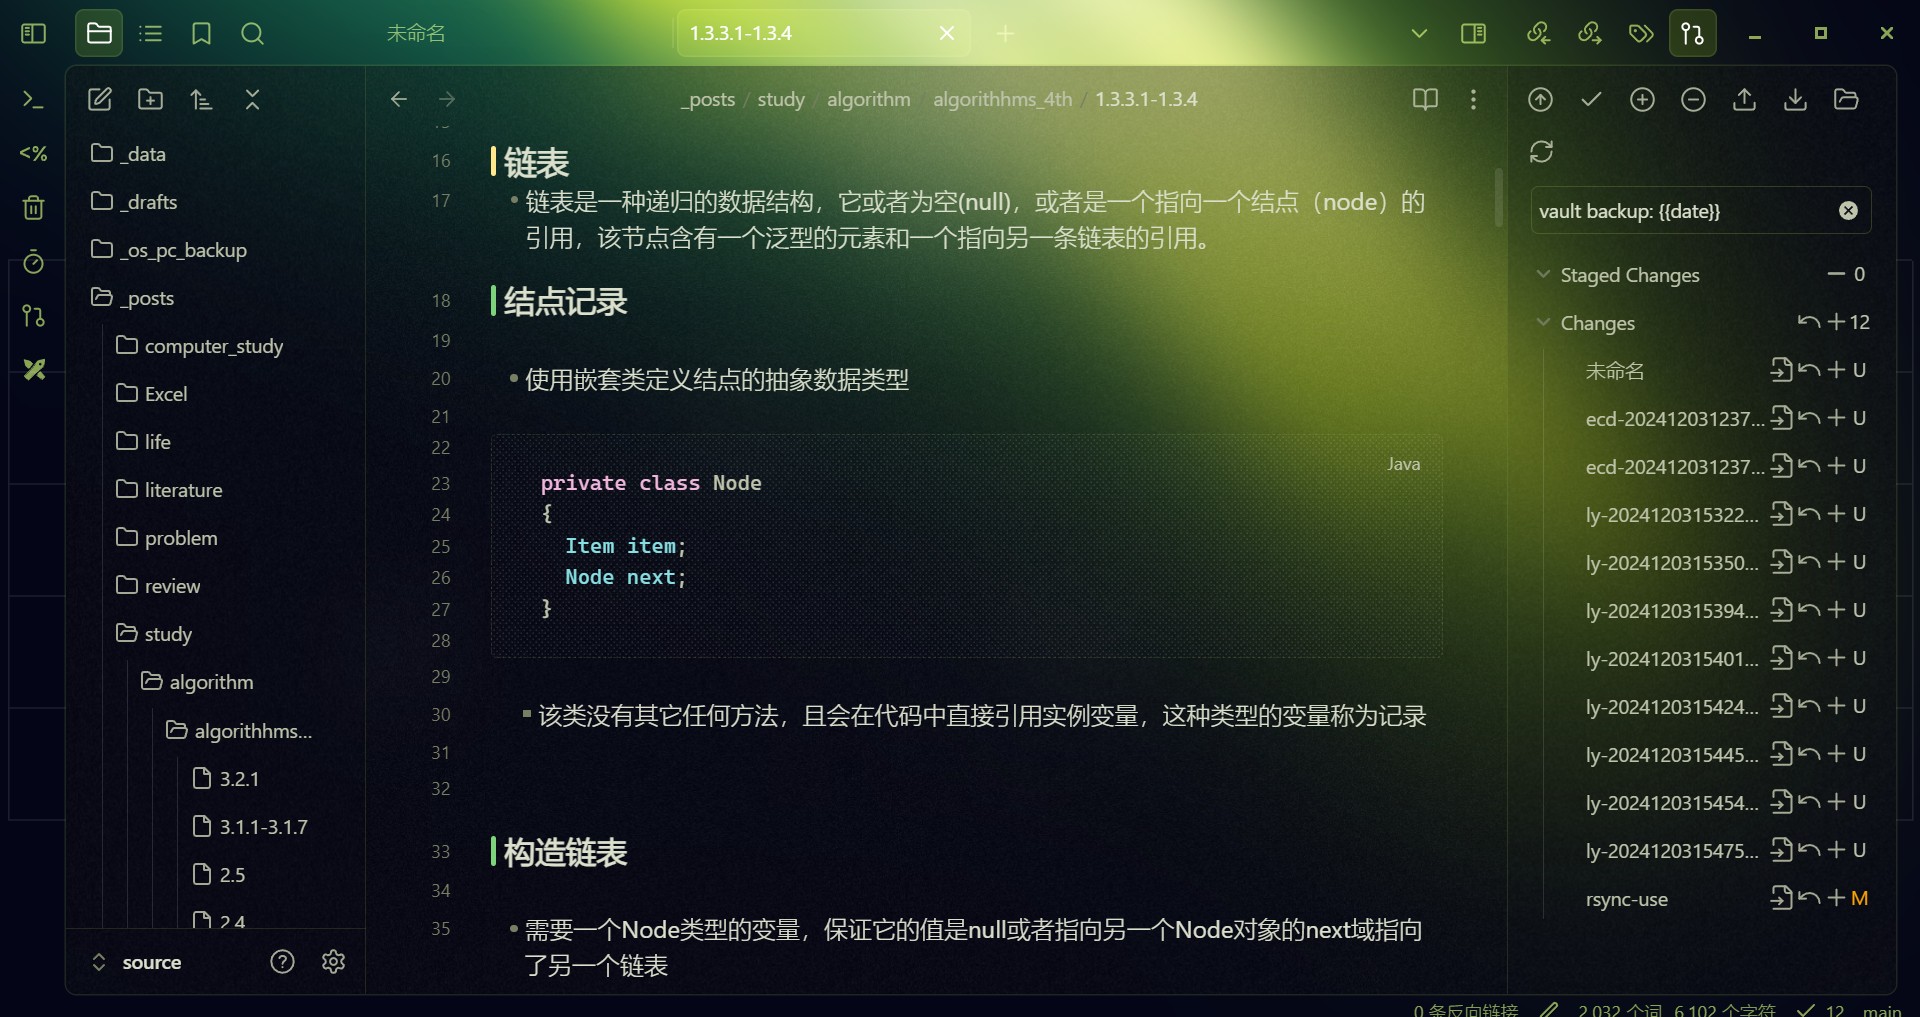 未命名
1.3.3.1-1.3.4
_posts / study / algorithm algorithhms_4th / 1.3.3.1-1.3.4
_data
_drafts
_os_pc_backup
_posts
computer_study
Excel
life
literature
problem
review
study
algorithm
algorithhms...
3.2.1
3.1.1-3.1.7
2.5
2.4
source
16 链表
17 链表是一种递归的数据结构，它或者为空(null)，或者是一个指向一个结点（node）的
引用，该节点含有一个泛型的元素和一个指向另一条链表的引用。
18 结点记录
19
20 使用嵌套类定义结点的抽象数据类型
21
22
Java
23 private class Node
24 {
25 Item item;
26 Node next;
27 }
28
29
30 该类没有其它任何方法，且会在代码中直接引用实例变量，这种类型的变量称为记录
31
32
33 构造链表
34
35 需要一个Node类型的变量，保证它的值是null或者指向另一个Node对象的next域指向
了另一个链表
vault backup: {{date}}
Staged Changes 0
Changes 12
未命名 U
ecd-202412031237... U
ecd-202412031237... U
ly-2024120315322... U
ly-2024120315350... U
ly-2024120315394... U
ly-2024120315401... U
ly-2024120315424... U
ly-2024120315445... U
ly-2024120315454... U
ly-2024120315475... U
rsync-use M
0 条反向链接 2,032 个词 6,102 个字符 12 main